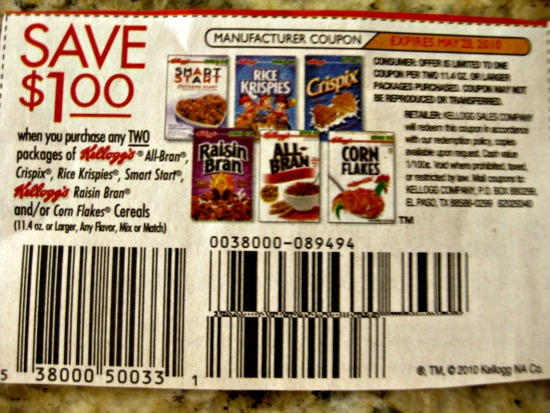 SAVE
$1.00
when you purchase any TWO
packages of Kellogg's® All-Bran®,
Crispix®, Rice Krispies®, Smart Start®,
Kellogg's® Raisin Bran®
and/or Corn Flakes® Cereals
(11.4 oz. or Larger, Any Flavor, Mix or Match)
MANUFACTURER COUPON
EXPIRES MAY 23, 2010
SMART
START
RICE
KRISPIES
Crispix
Raisin
Bran
ALL-
BRAN
CORN
FLAKES
TM
CONSUMER: OFFER IS LIMITED TO ONE
COUPON PER TWO 11.4 OZ. OR LARGER
PACKAGES PURCHASED. COUPON MAY NOT
BE REPRODUCED OR TRANSFERRED.
RETAILER: KELLOGG SALES COMPANY
will redeem this coupon in accordance
with our redemption policy, copies
available upon request. Cash value
1/100¢. Void where prohibited, taxed,
or restricted by law. Mail coupons to:
KELLOGG COMPANY, P.O. BOX 880299,
EL PASO, TX 88588-0299
0038000-089494
5 38000 50033 1
®, TM, © 2010 Kellogg NA Co.